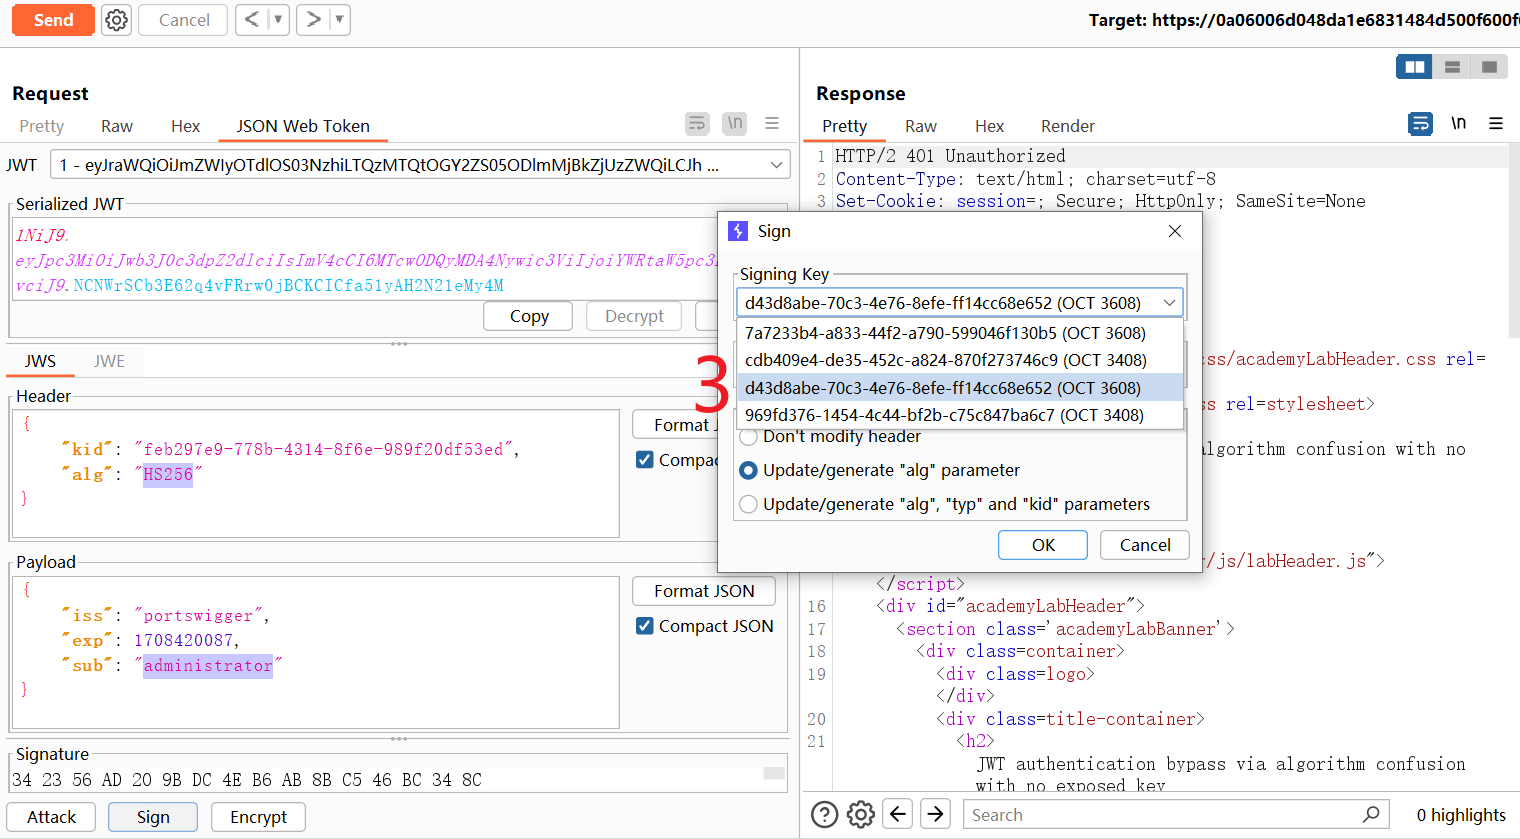 Send
Cancel
Target: https://0a06006d048da1e6831484d500f600f
Request
Pretty Raw Hex JSON Web Token
\n
JWT 1 - eyJraWQiOiJmZWIyOTdlOS03NzhiLTQzMTQtOGY2ZS05ODlmMjBkZjUzZWQiLCJh ...
Serialized JWT
1NiJ9.
eyJpc3MiOiJwb3J0c3dpZ2dlciIsImV4cCI6MTcwODQyMDA4Nywic3ViIjoiYWRtaW5pc3
vciJ9.NCNWrSCb3E62q4vFRrw0jBCKCICfa51yAH2N21eMy4M
Copy Decrypt
JWS JWE
Header
{
"kid": "feb297e9-778b-4314-8f6e-989f20df53ed",
"alg": "HS256"
}
Format
Compac
Payload
{
"iss": "portswigger",
"exp": 1708420087,
"sub": "administrator"
}
Format JSON
Compact JSON
Signature
34 23 56 AD 20 9B DC 4E B6 AB 8B C5 46 BC 34 8C
Attack Sign Encrypt
3
Sign
Signing Key
d43d8abe-70c3-4e76-8efe-ff14cc68e652 (OCT 3608)
7a7233b4-a833-44f2-a790-599046f130b5 (OCT 3608)
cdb409e4-de35-452c-a824-870f273746c9 (OCT 3408)
d43d8abe-70c3-4e76-8efe-ff14cc68e652 (OCT 3608)
969fd376-1454-4c44-bf2b-c75c847ba6c7 (OCT 3408)
Don't modify header
Update/generate "alg" parameter
Update/generate "alg", "typ" and "kid" parameters
OK Cancel
Response
Pretty Raw Hex Render
\n
1 HTTP/2 401 Unauthorized
2 Content-Type: text/html; charset=utf-8
3 Set-Cookie: session=; Secure; HttpOnly; SameSite=None
css/academyLabHeader.css rel=
ss rel=stylesheet>
algorithm confusion with no
r/js/labHeader.js">
</script>
16 <div id="academyLabHeader">
17 <section class='academyLabBanner'>
18 <div class=container>
19 <div class=logo>
</div>
20 <div class=title-container>
21 <h2>
JWT authentication bypass via algorithm confusion
with no exposed key
Search
0 highlights